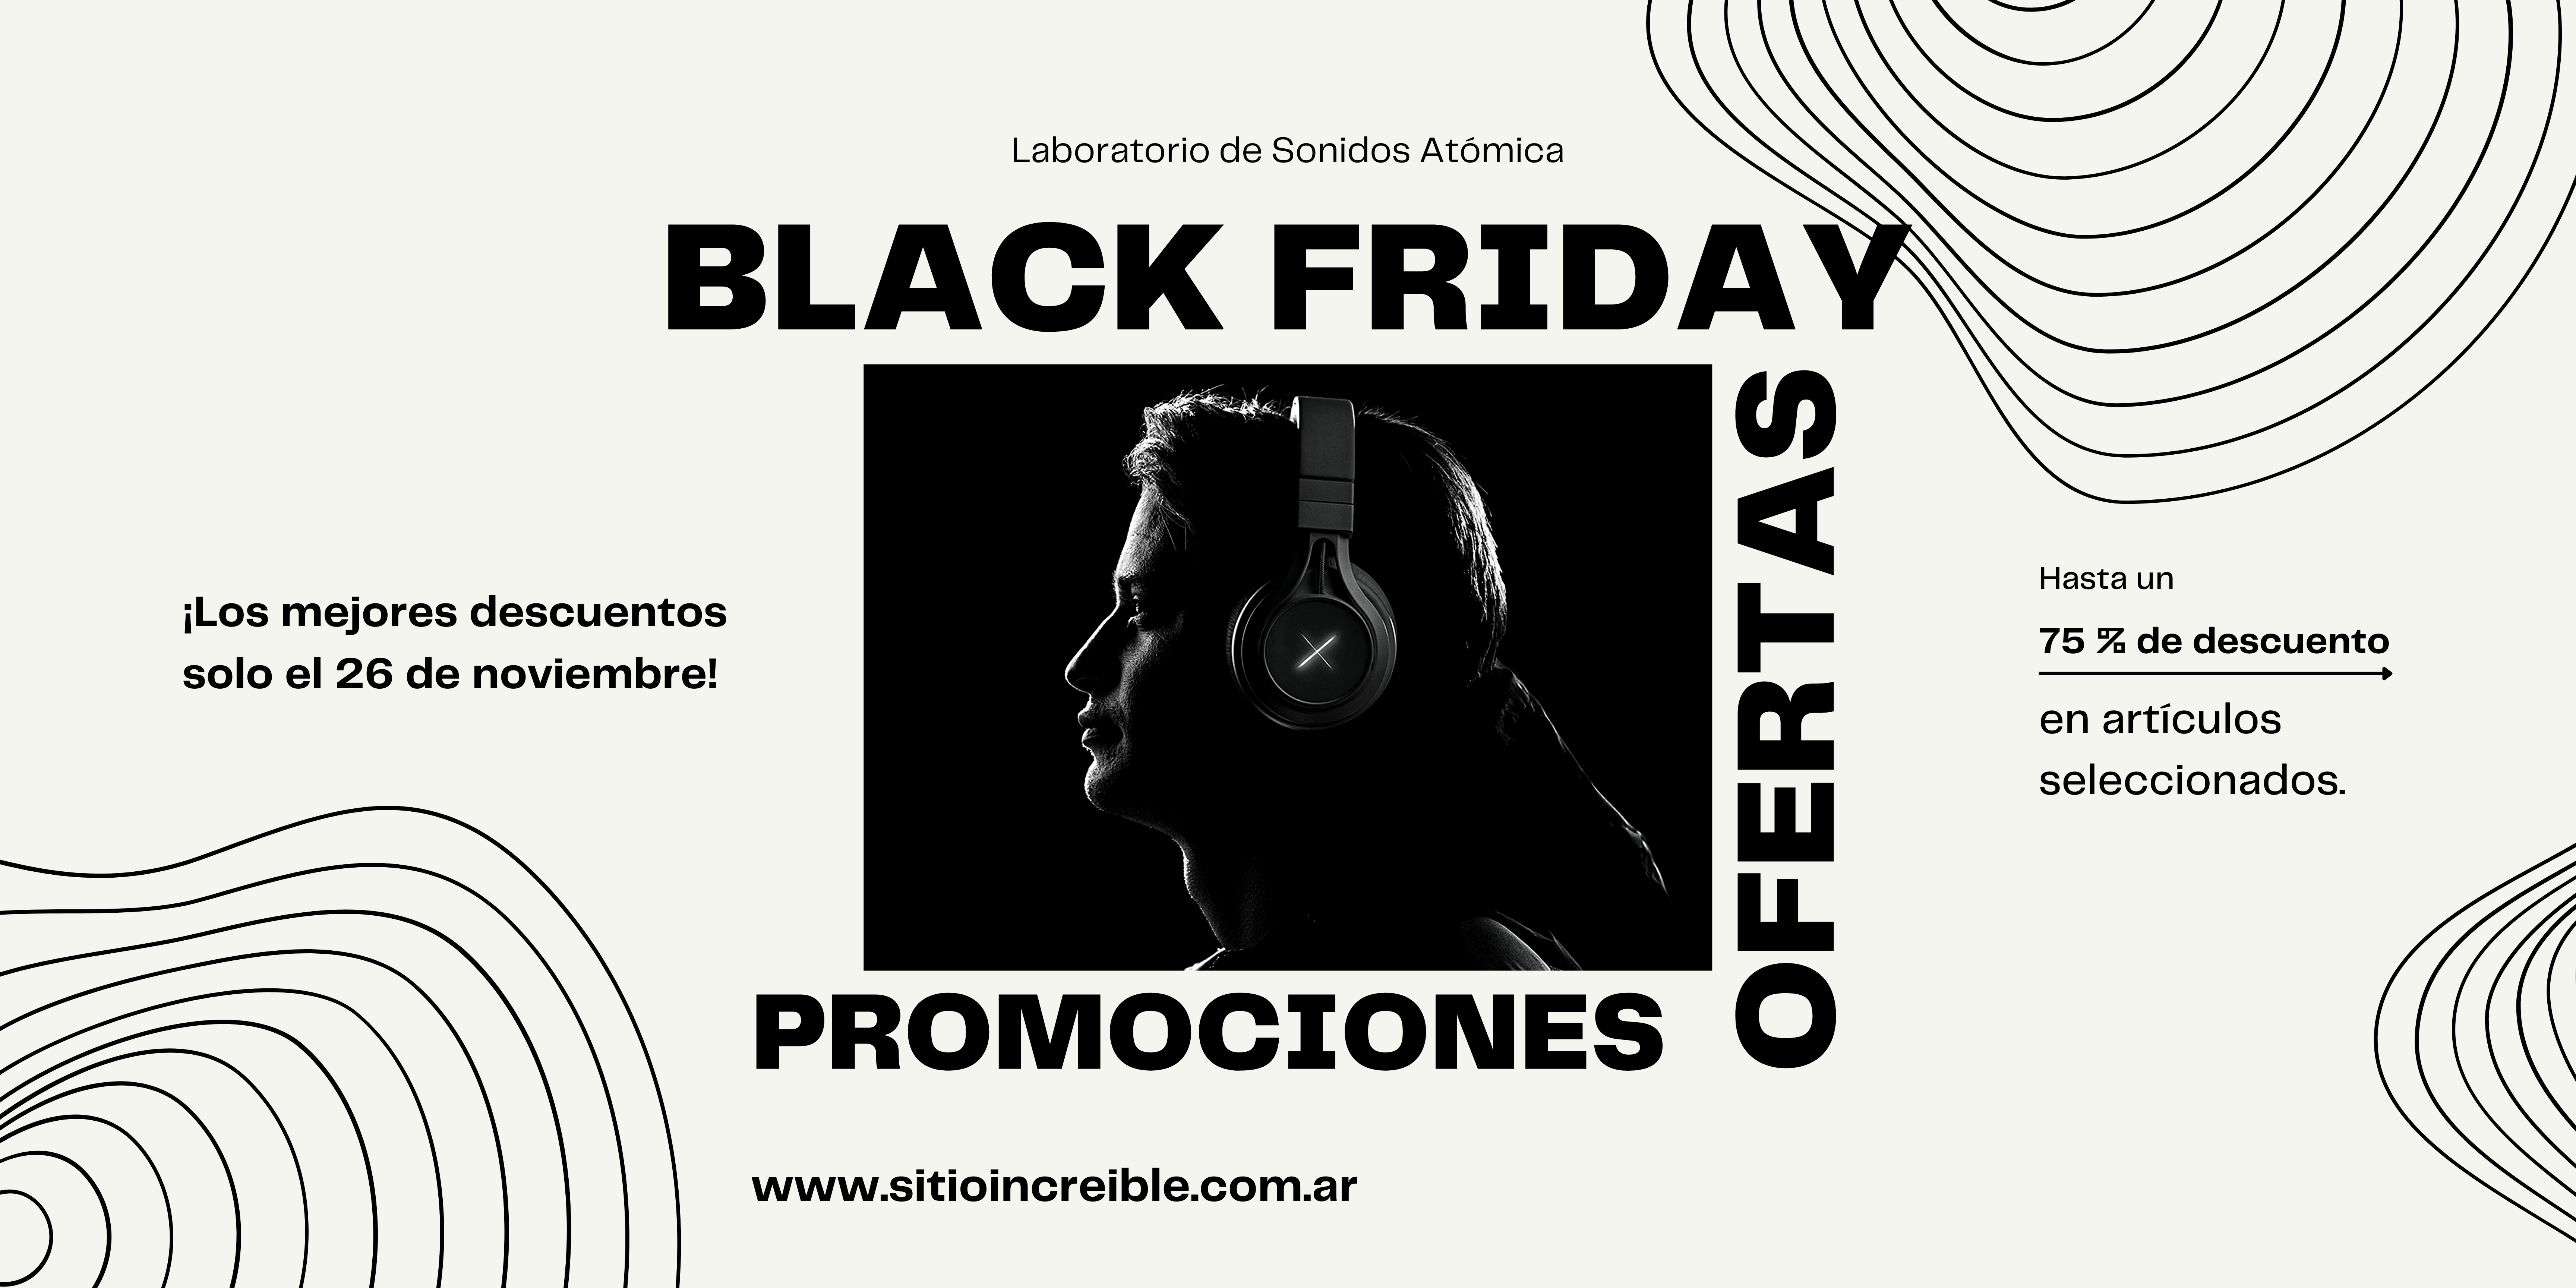 Laboratorio de Sonidos Atómica
BLACK FRIDAY
OFERTAS
¡Los mejores descuentos
solo el 26 de noviembre!
Hasta un
75 % de descuento
en artículos
seleccionados.
PROMOCIONES
www.sitioincreible.com.ar